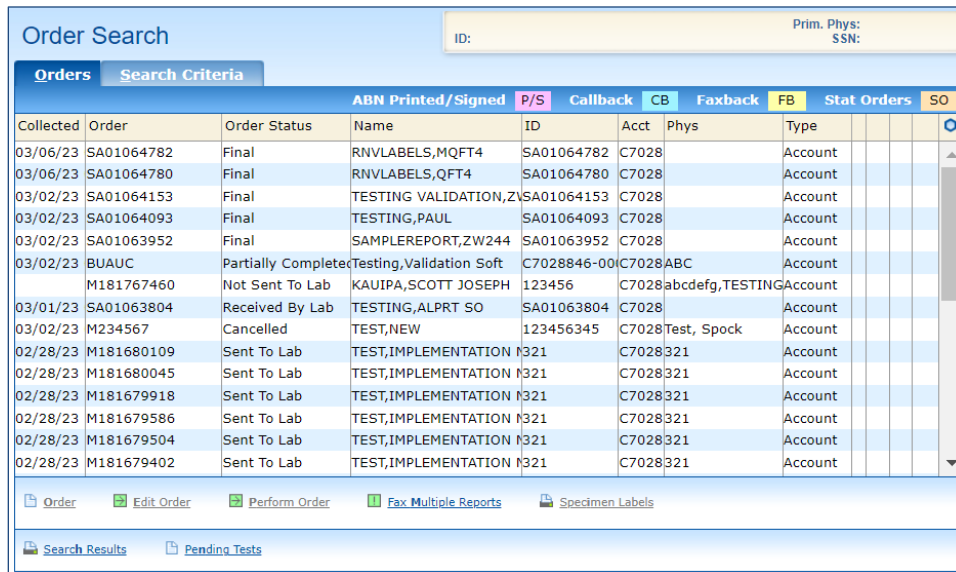 Order Search
Prim. Phys:
ID: SSN:
Orders Search Criteria
ABN Printed/Signed P/S Callback CB Faxback FB Stat Orders SO
Collected Order Order Status Name ID Acct Phys Type
03/06/23 SA01064782 Final RNVLABELS,MQFT4 SA01064782 C7028 Account
03/06/23 SA01064780 Final RNVLABELS,QFT4 SA01064780 C7028 Account
03/02/23 SA01064153 Final TESTING VALIDATION,ZW SA01064153 C7028 Account
03/02/23 SA01064093 Final TESTING,PAUL SA01064093 C7028 Account
03/02/23 SA01063952 Final SAMPLEREPORT,ZW244 SA01063952 C7028 Account
03/02/23 BUAUC Partially Completed Testing,Validation Soft C7028846-00 C7028 ABC Account
M181767460 Not Sent To Lab KAUIPA,SCOTT JOSEPH 123456 C7028 abcdefg,TESTING Account
03/01/23 SA01063804 Received By Lab TESTING,ALPRT SO SA01063804 C7028 Account
03/02/23 M234567 Cancelled TEST,NEW 123456345 C7028 Test, Spock Account
02/28/23 M181680109 Sent To Lab TEST,IMPLEMENTATION 321 C7028 321 Account
02/28/23 M181680045 Sent To Lab TEST,IMPLEMENTATION 321 C7028 321 Account
02/28/23 M181679918 Sent To Lab TEST,IMPLEMENTATION 321 C7028 321 Account
02/28/23 M181679586 Sent To Lab TEST,IMPLEMENTATION 321 C7028 321 Account
02/28/23 M181679504 Sent To Lab TEST,IMPLEMENTATION 321 C7028 321 Account
02/28/23 M181679402 Sent To Lab TEST,IMPLEMENTATION 321 C7028 321 Account
Order Edit Order Perform Order Fax Multiple Reports Specimen Labels
Search Results Pending Tests